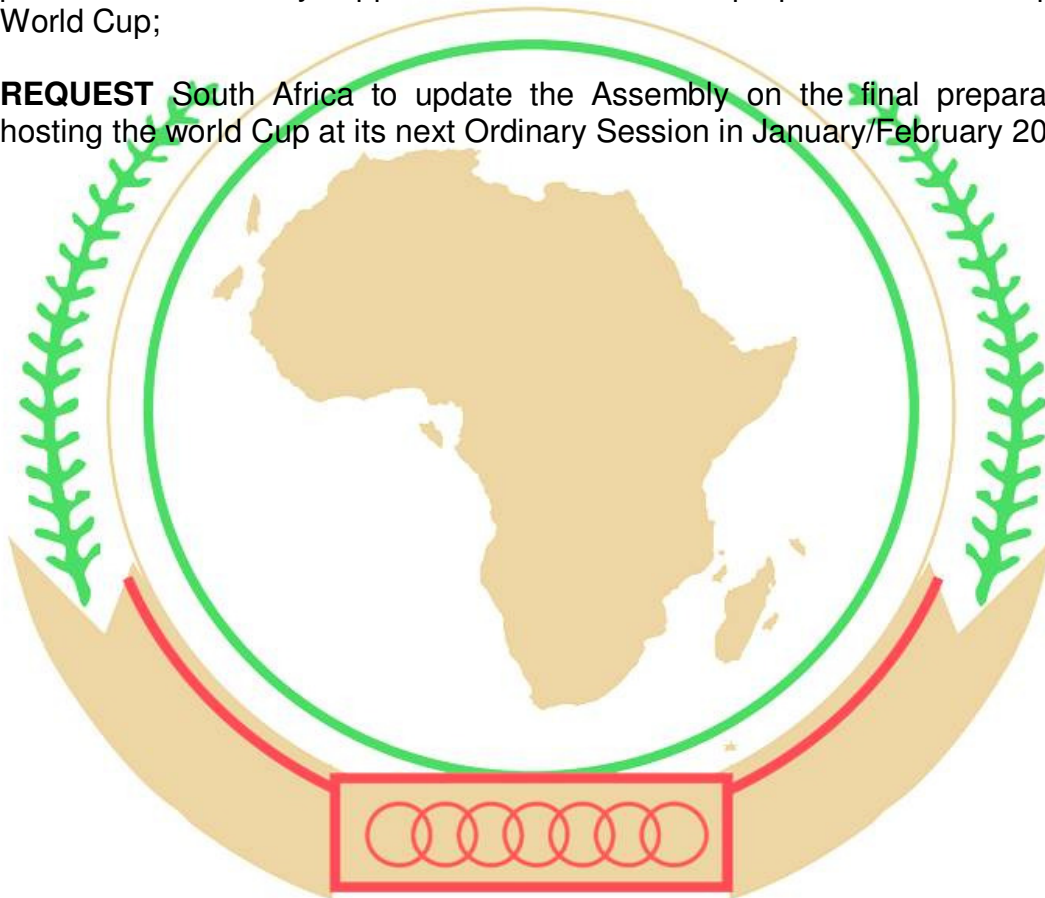 World Cup;
REQUEST South Africa to update the Assembly on the final prepara
hosting the world Cup at its next Ordinary Session in January/February 20